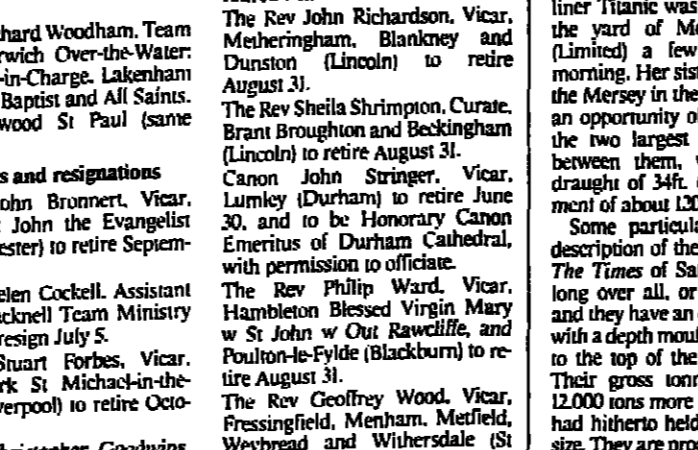 hard Woodham, Team
rwich Over-the-Water:
-in-Charge, Lakenham
Baptist and All Saints,
wood St Paul (same
s and resignations
ohn Bronnert, Vicar,
John the Evangelist
ester) to retire Septem-
elen Cockell, Assistant
cknell Team Ministry
resign July 5.
Stuart Forbes, Vicar,
rk St Michael-in-the-
verpool) to retire Octo-
The Rev John Richardson, Vicar,
Metheringham, Blankney and
Dunston (Lincoln) to retire
August 31.
The Rev Sheila Shrimpton, Curate,
Brant Broughton and Beckingham
(Lincoln) to retire August 31.
Canon John Stringer, Vicar,
Lumley (Durham) to retire June
30, and to be Honorary Canon
Emeritus of Durham Cathedral,
with permission to officiate.
The Rev Philip Ward, Vicar,
Hambleton Blessed Virgin Mary
w St John w Out Rawcliffe, and
Poulton-le-Fylde (Blackburn) to re-
tire August 31.
The Rev Geoffrey Wood, Vicar,
Fressingfield, Menham, Metfield,
Weybread and Withersdale (St
liner Titanic was
the yard of
(Limited) a few
morning. Her sist
the Mersey in the
an opportunity o
the two largest
between them,
draught of 34ft.
ment of about 120
Some particula
description of the
The Times of Sa
long over all, or
and they have an
with a depth moul
to the top of the
Their gross tonn
12,000 tons more
had hitherto held
size. They are pro